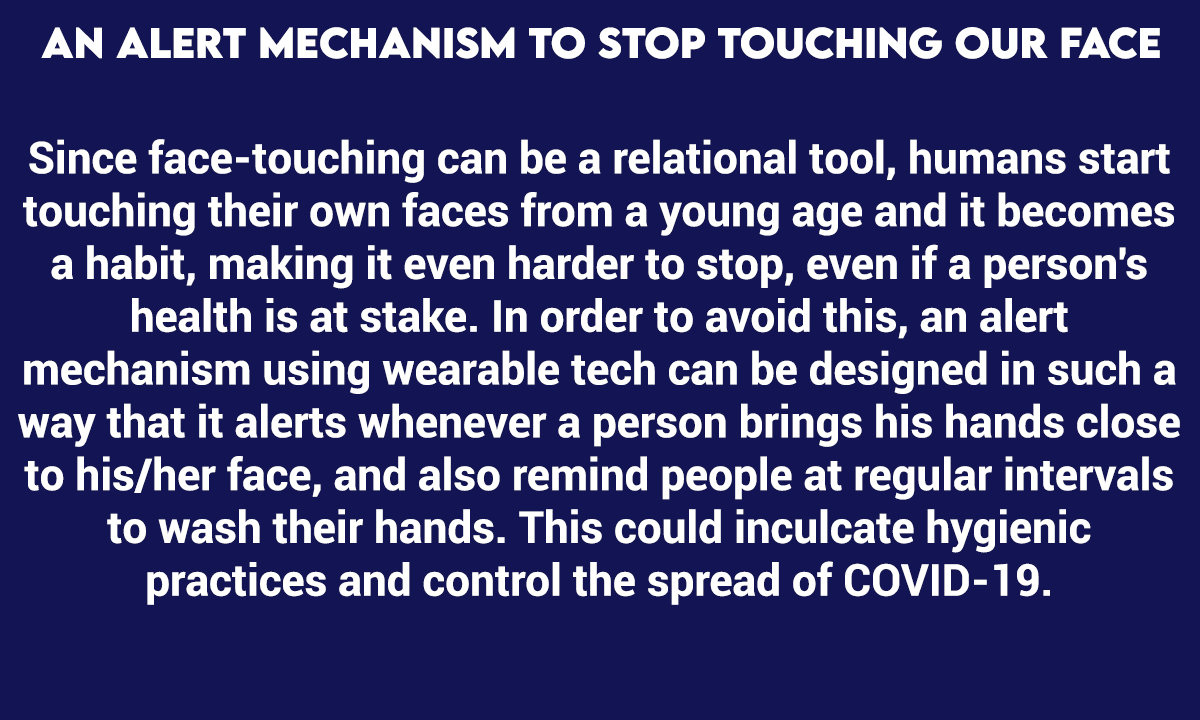 AN ALERT MECHANISM TO STOP TOUCHING OUR FACE
Since face-touching can be a relational tool, humans start
touching their own faces from a young age and it becomes
a habit, making it even harder to stop, even if a person's
health is at stake. In order to avoid this, an alert
mechanism using wearable tech can be designed in such a
way that it alerts whenever a person brings his hands close
to his/her face, and also remind people at regular intervals
to wash their hands. This could inculcate hygienic
practices and control the spread of COVID-19.